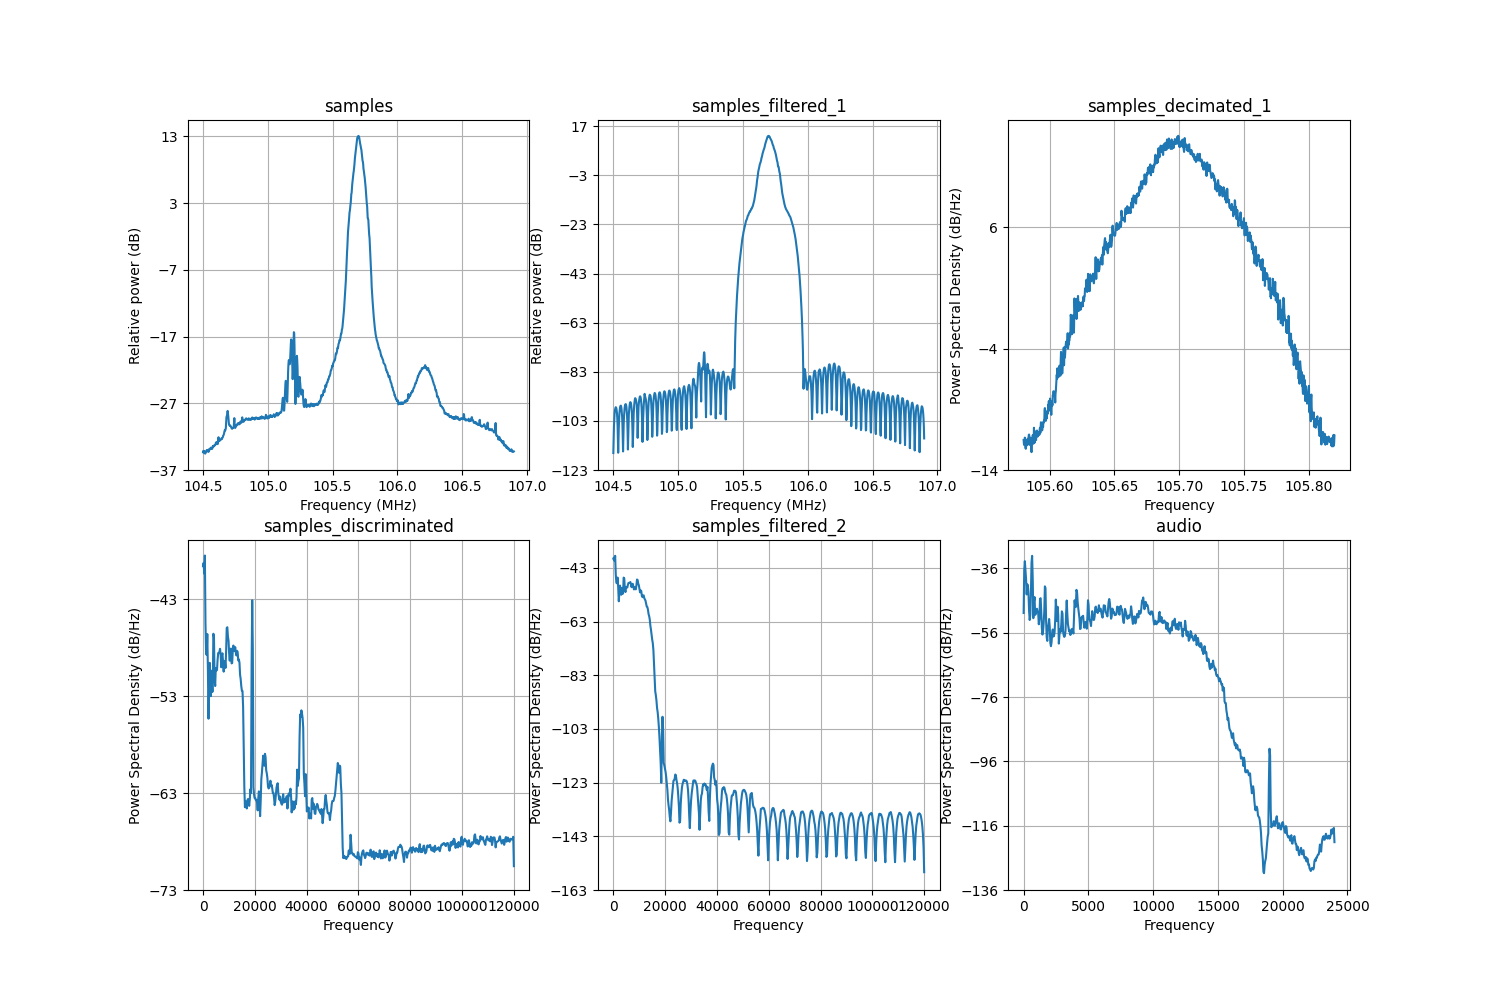 samples
samples_filtered_1
samples_decimated_1
Relative power (dB)
13
3
−7
−17
−27
−37
104.5 105.0 105.5 106.0 106.5 107.0
Frequency (MHz)
Relative power (dB)
17
−3
−23
−43
−63
−83
−103
−123
104.5 105.0 105.5 106.0 106.5 107.0
Frequency (MHz)
Power Spectral Density (dB/Hz)
6
−4
−14
105.60 105.65 105.70 105.75 105.80
Frequency
samples_discriminated
samples_filtered_2
audio
Power Spectral Density (dB/Hz)
−43
−53
−63
−73
0 20000 40000 60000 80000 100000 120000
Frequency
Power Spectral Density (dB/Hz)
−43
−63
−83
−103
−123
−143
−163
0 20000 40000 60000 80000 100000 120000
Frequency
Power Spectral Density (dB/Hz)
−36
−56
−76
−96
−116
−136
0 5000 10000 15000 20000 25000
Frequency